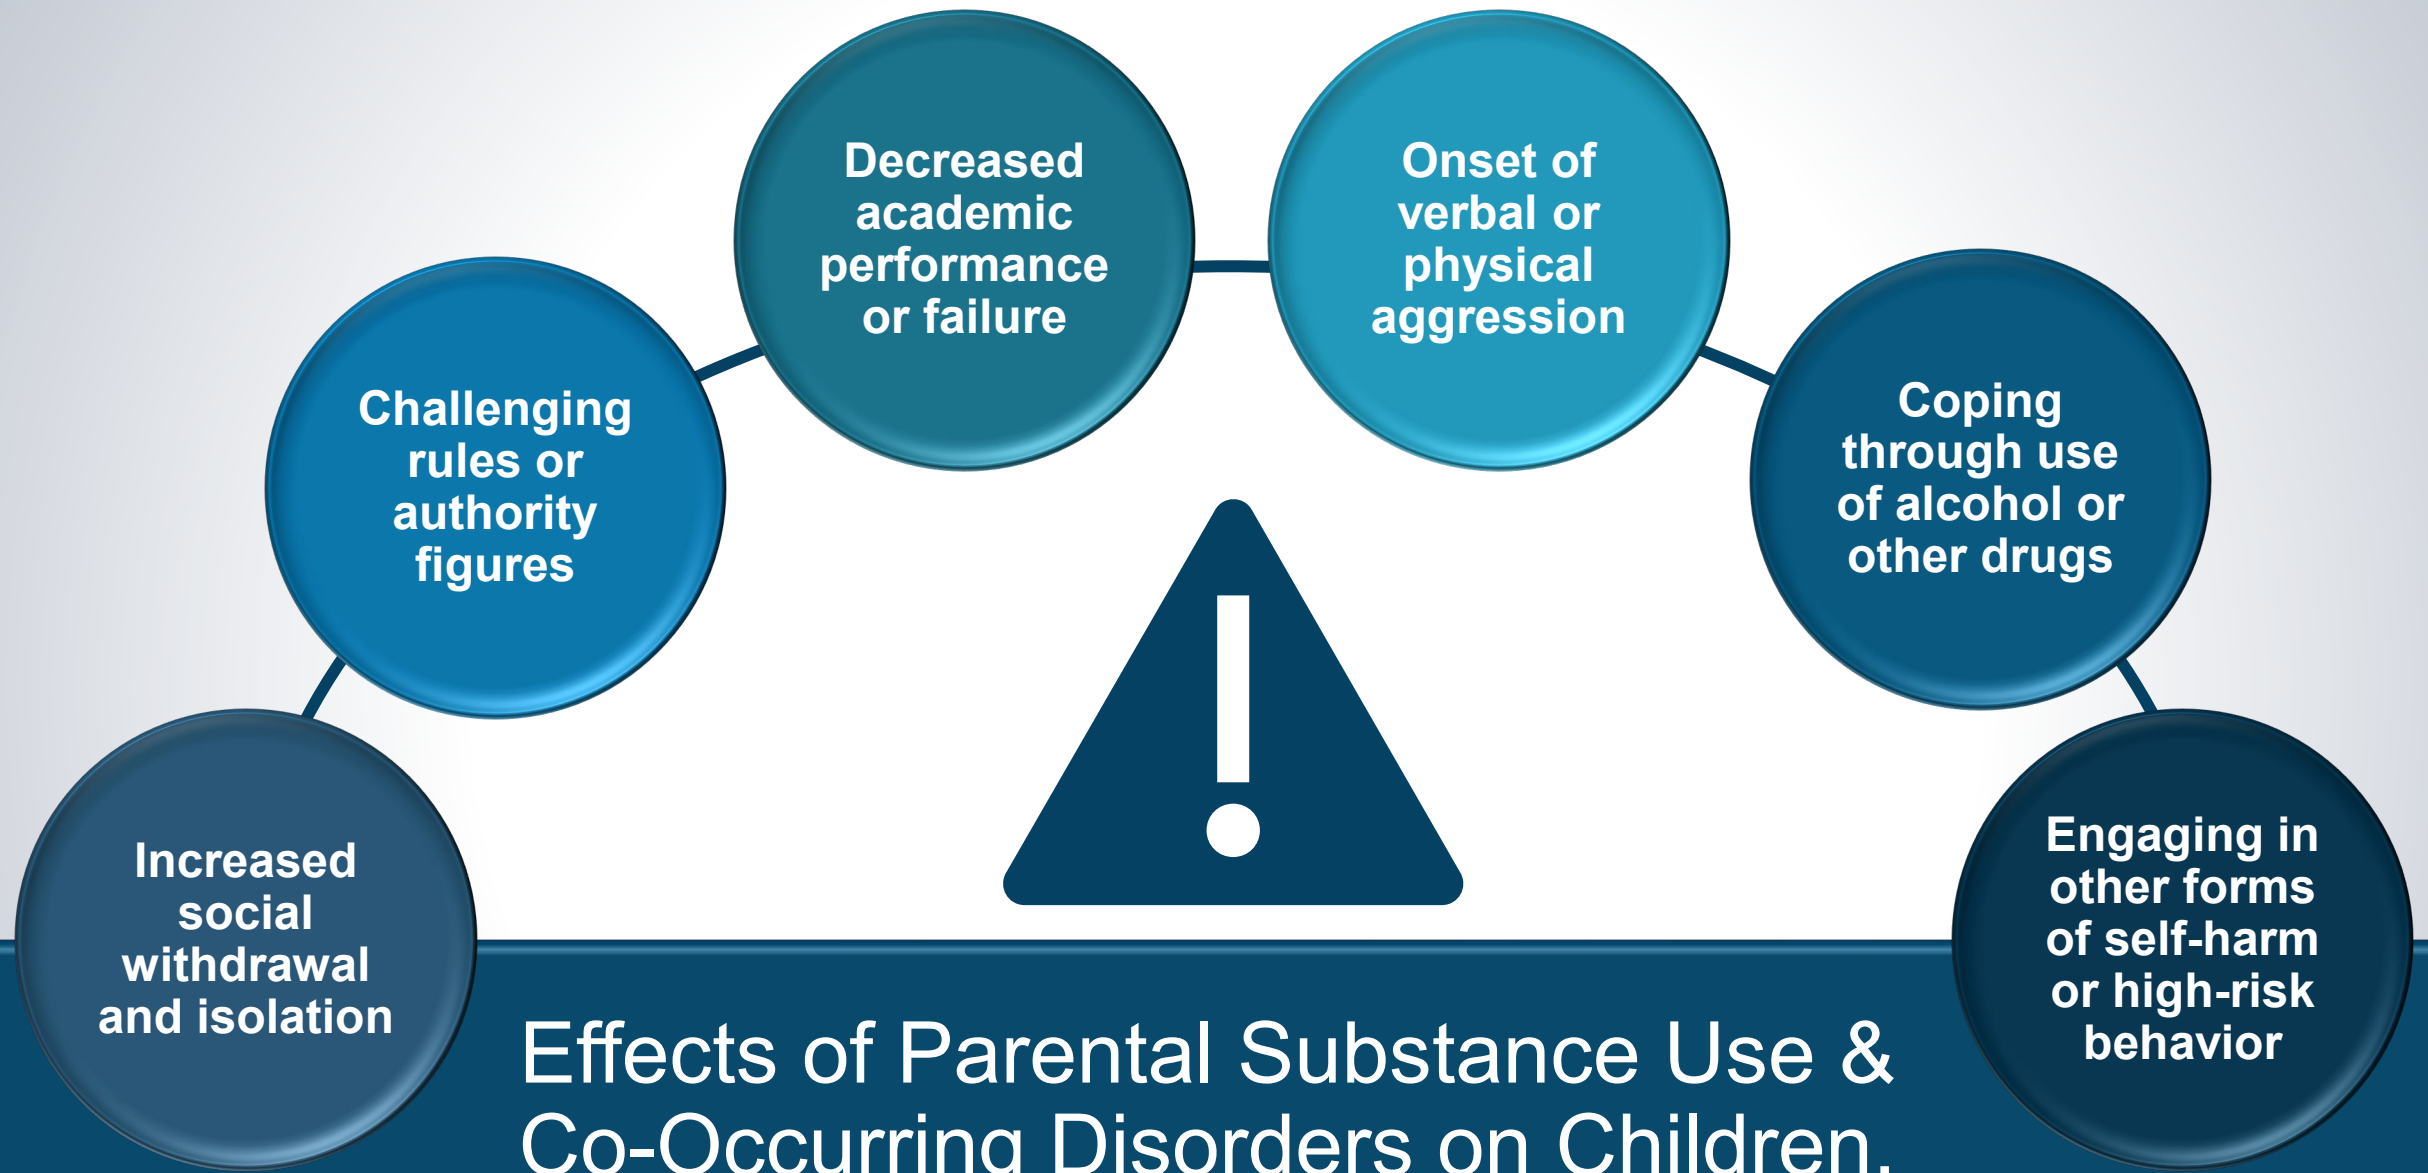 Decreased
academic
performance
or failure
Onset of
verbal or
physical
aggression
Challenging
rules or
authority
figures
Coping
through use
of alcohol or
other drugs
Increased
social
withdrawal
and isolation
Engaging in
other forms
of self-harm
or high-risk
behavior
Effects of Parental Substance Use &
Co-Occurring Disorders on Children,